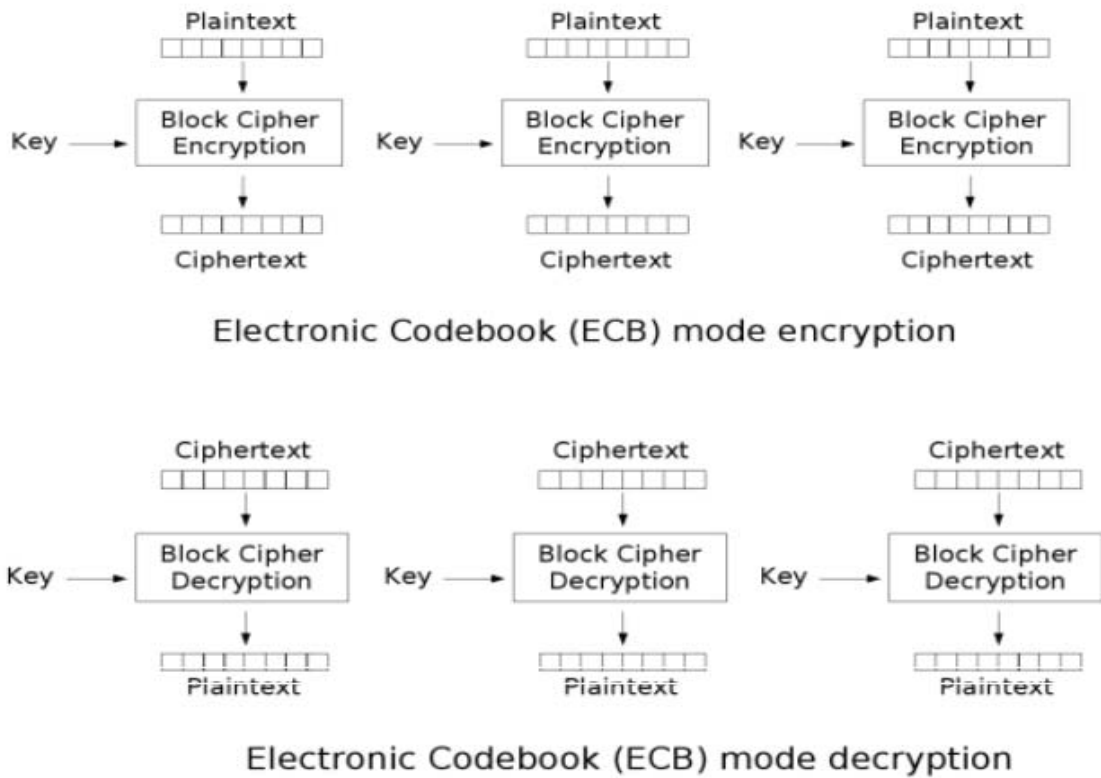 Plaintext Plaintext Plaintext
Block Cipher Block Cipher Block Cipher
Key Key Key
Encryption Encryption Encryption
Ciphertext Ciphertext Ciphertext
Electronic Codebook (ECB) mode encryption
Ciphertext Ciphertext Ciphertext
Block Cipher Block Cipher Block Cipher
Key Key Key
Decryption Decryption Decryption
Plaintext Plaintext Plaintext
Electronic Codebook (ECB) mode decryption